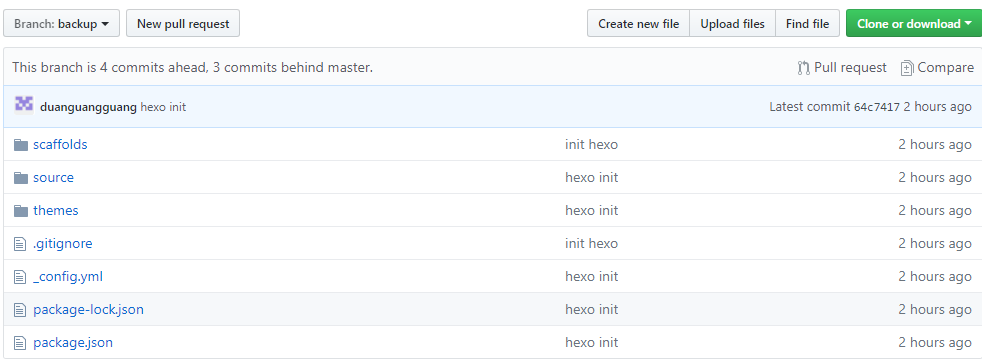 Branch: backup New pull request Create new file Upload files Find file Clone or download
This branch is 4 commits ahead, 3 commits behind master. Pull request Compare
duanguangguang hexo init Latest commit 64c7417 2 hours ago
scaffolds init hexo 2 hours ago
source hexo init 2 hours ago
themes hexo init 2 hours ago
.gitignore init hexo 2 hours ago
_config.yml hexo init 2 hours ago
package-lock.json hexo init 2 hours ago
package.json hexo init 2 hours ago